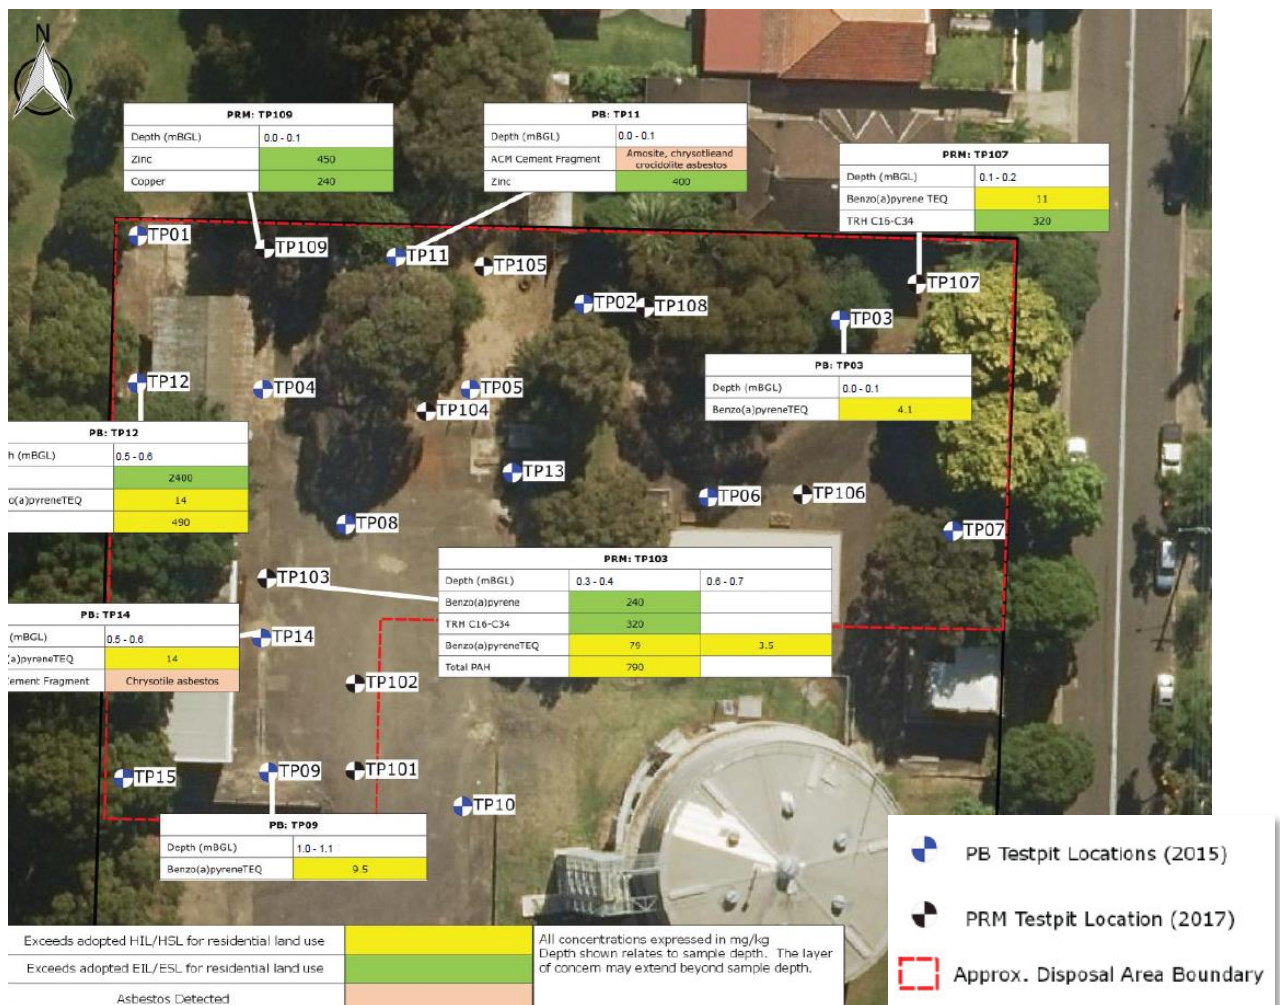 N
PRM: TP109
Depth (mBGL) 0.0 - 0.1
Zinc 450
Copper 240
PB: TP11
Depth (mBGL) 0.0 - 0.1
ACM Cement Fragment Amosite, chrysotlieand
crocidolite asbestos
Zinc 400
PRM: TP107
Depth (mBGL) 0.1 - 0.2
Benzo(a)pyrene TEQ 11
TRH C16-C34 320
TP01
TP109
TP11
TP105
TP02
TP108
TP03
TP107
PB: TP03
Depth (mBGL) 0.0 - 0.1
Benzo(a)pyreneTEQ 4.1
TP12
TP04
TP05
TP104
PB: TP12
h (mBGL) 0.5 - 0.6
2400
o(a)pyreneTEQ 14
490
TP13
TP06
TP106
TP08
TP07
TP103
PRM: TP103
Depth (mBGL) 0.3 - 0.4 0.6 - 0.7
Benzo(a)pyrene 240
TRH C16-C34 320
Benzo(a)pyreneTEQ 79 3.5
Total PAH 790
PB: TP14
(mBGL) 0.5 - 0.6
(a)pyreneTEQ 14
Cement Fragment Chrysotile asbestos
TP14
TP102
TP15
TP09
TP101
TP10
PB: TP09
Depth (mBGL) 1.0 - 1.1
Benzo(a)pyreneTEQ 9.5
Exceeds adopted HIL/HSL for residential land use
Exceeds adopted EIL/ESL for residential land use
Asbestos Detected
All concentrations expressed in mg/kg
Depth shown relates to sample depth. The layer
of concern may extend beyond sample depth.
PB Testpit Locations (2015)
PRM Testpit Location (2017)
Approx. Disposal Area Boundary